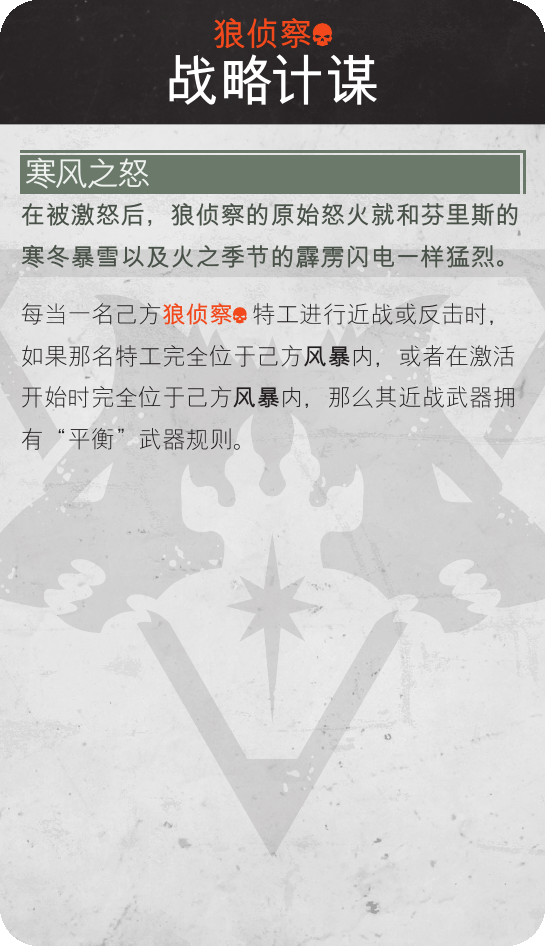 狼侦察
战略计谋
寒风之怒
在被激怒后，狼侦察的原始怒火就和芬里斯的
寒冬暴雪以及火之季节的霹雳闪电一样猛烈。
每当一名己方狼侦察特工进行近战或反击时，
如果那名特工完全位于己方风暴内，或者在激活
开始时完全位于己方风暴内，那么其近战武器拥
有“平衡”武器规则。